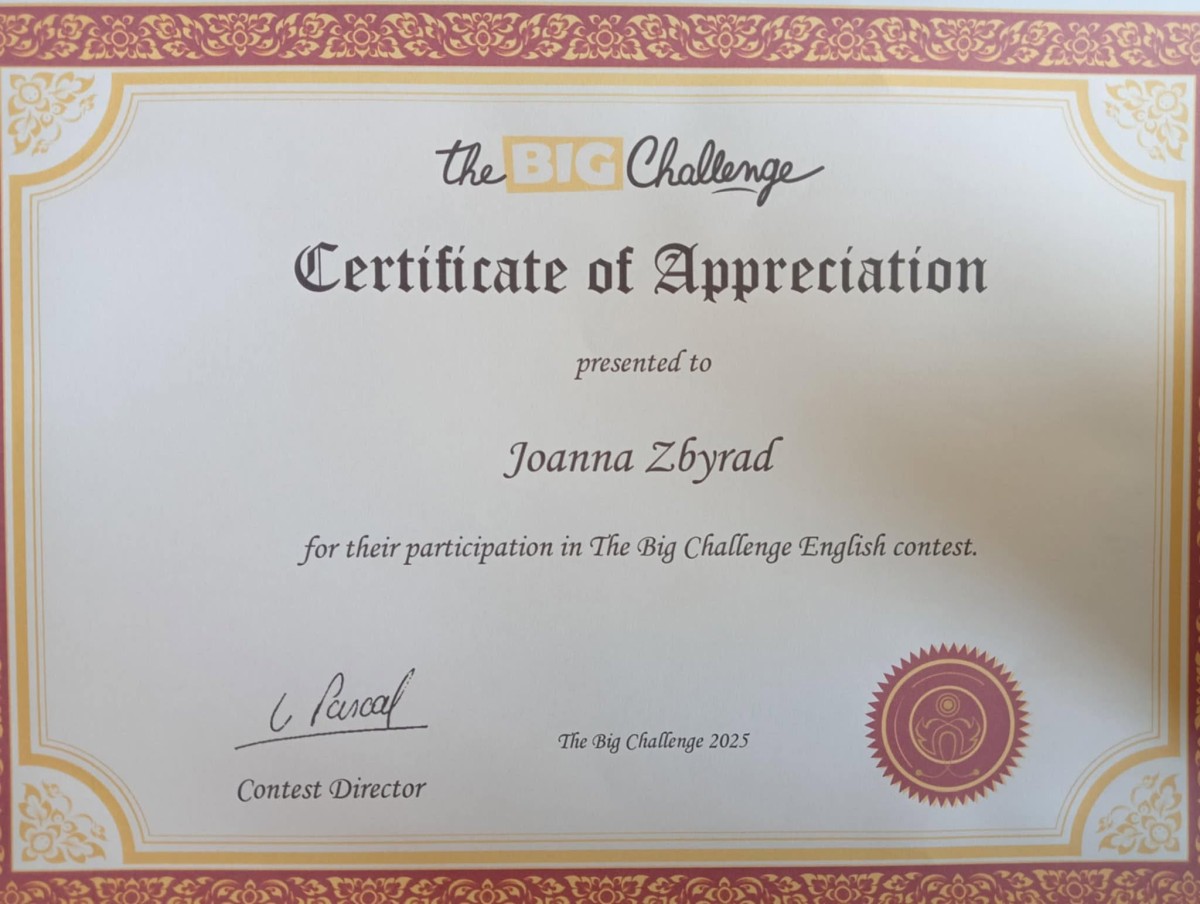 the BIG Challenge
Certificate of Appreciation
presented to
Joanna Zbyrad
for their participation in The Big Challenge English contest.
C Pascal
The Big Challenge 2025
Contest Director